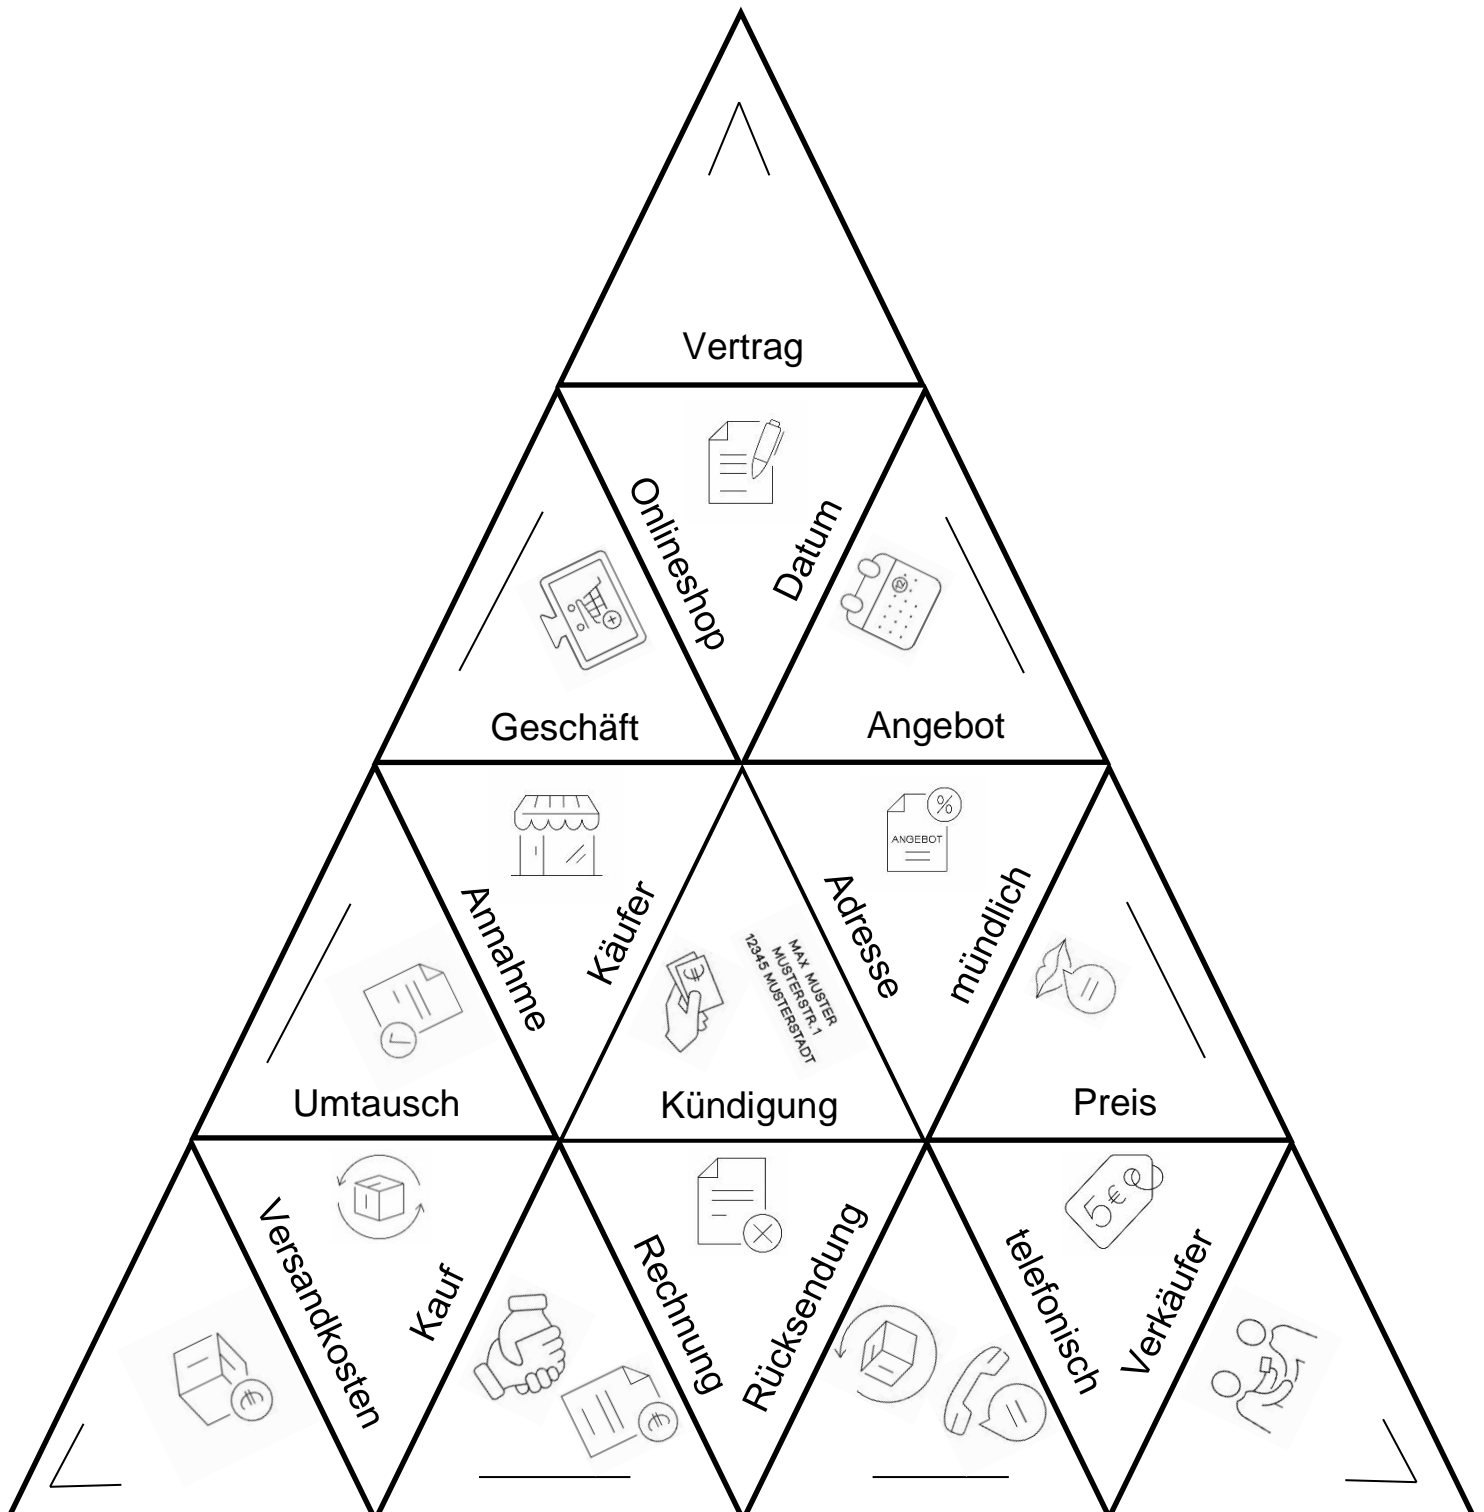 Vertrag
Onlineshop
Datum
12
Geschäft
Angebot
%
ANGEBOT
Annahme
Käufer
€
MAX MUSTER
MUSTERSTR. 1
12345 MUSTERSTADT
Adresse
mündlich
Umtausch
Kündigung
Preis
Versandkosten
Kauf
Rechnung
Rücksendung
5€
telefonisch
Verkäufer
€
€